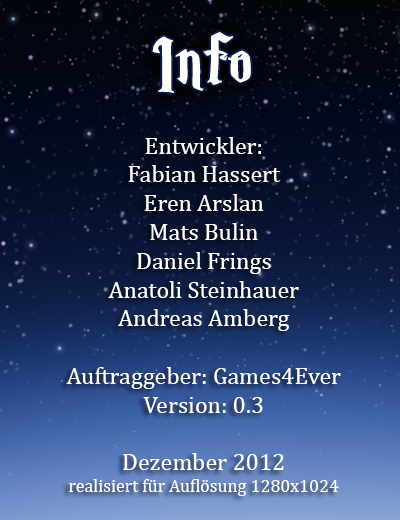 Info
Entwickler:
Fabian Hassert
Eren Arslan
Mats Bulin
Daniel Frings
Anatoli Steinhauer
Andreas Amberg
Auftraggeber: Games4Ever
Version: 0.3
Dezember 2012
realisiert für Auflösung 1280x1024